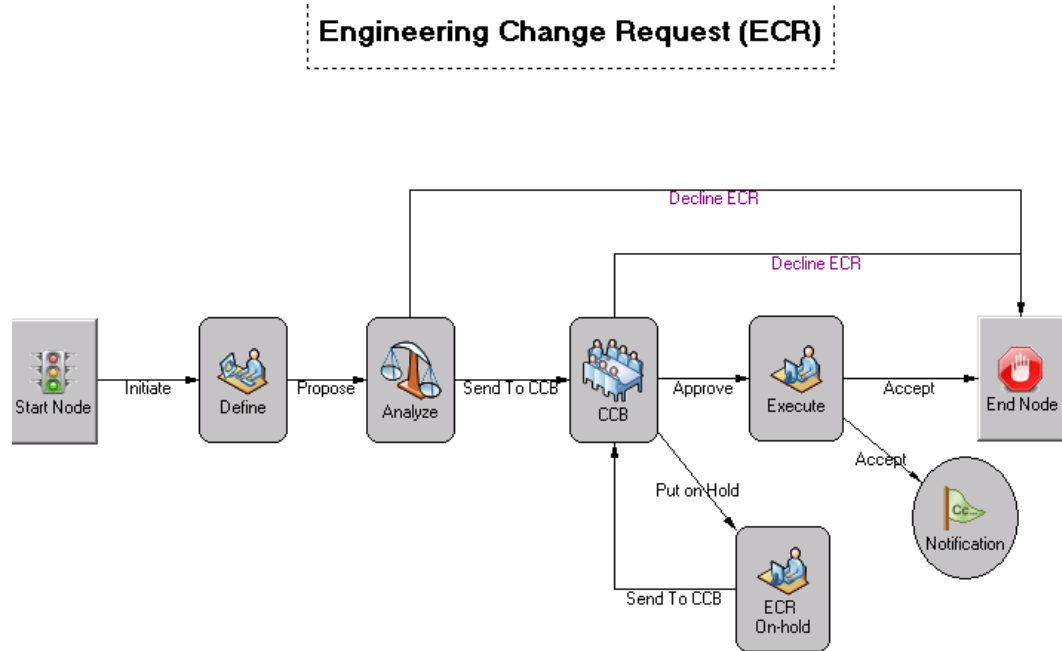 Engineering Change Request (ECR)
Decline ECR
Decline ECR
Start Node
Initiate
Define
Propose
Analyze
Send To CCB
CCB
Approve
Execute
Accept
End Node
Put on Hold
Accept
Cc...
Notification
Send To CCB
ECR
On-hold